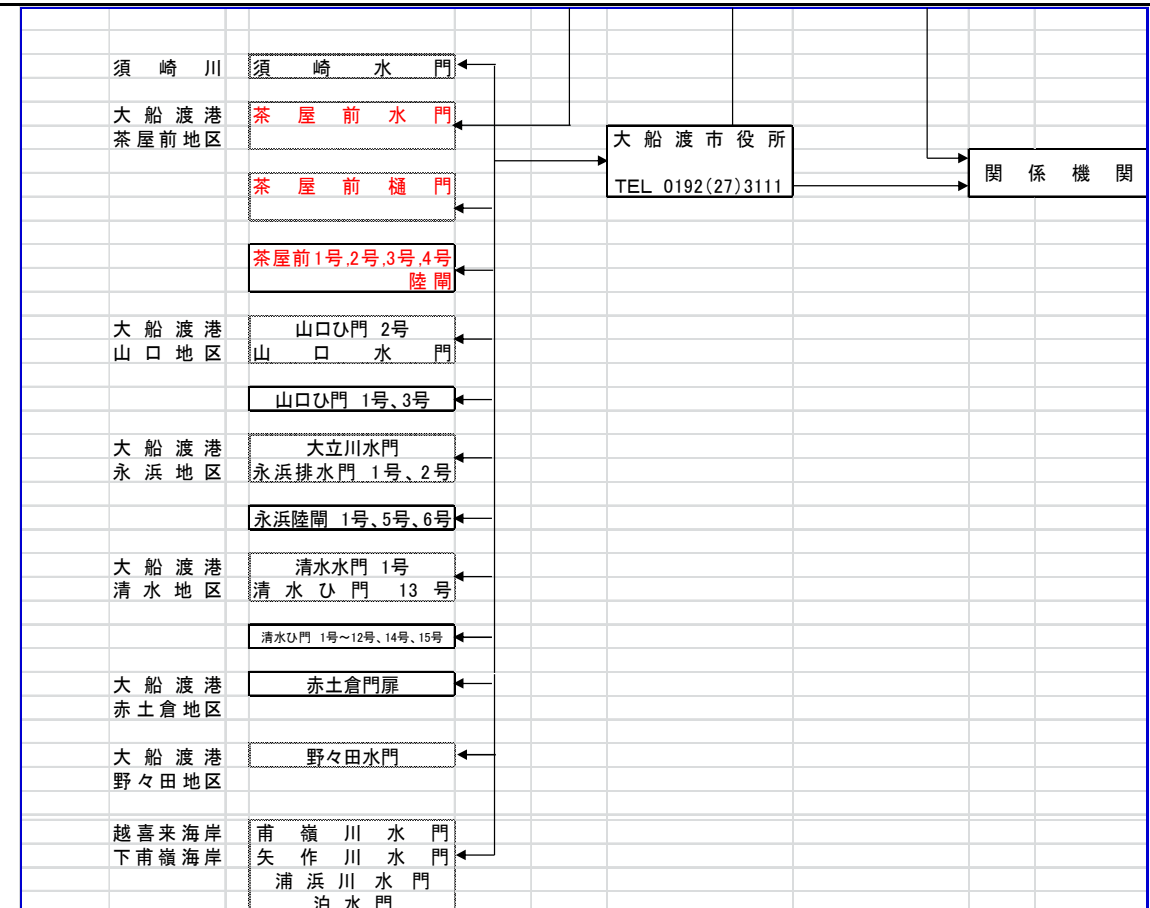 須崎川 須崎水門
大船渡港 茶屋前水門
茶屋前地区
大船渡市役所
TEL 0192(27)3111
関係機関
茶屋前樋門
茶屋前1号,2号,3号,4号
陸閘
大船渡港 山口ひ門 2号
山口地区 山口水門
山口ひ門 1号、3号
大船渡港 大立川水門
永浜地区 永浜排水門 1号、2号
永浜陸閘 1号、5号、6号
大船渡港 清水水門 1号
清水地区 清水ひ門 13号
清水ひ門 1号～12号、14号、15号
大船渡港 赤土倉門扉
赤土倉地区
大船渡港 野々田水門
野々田地区
越喜来海岸 甫嶺川水門
下甫嶺海岸 矢作川水門
浦浜川水門
泊水門